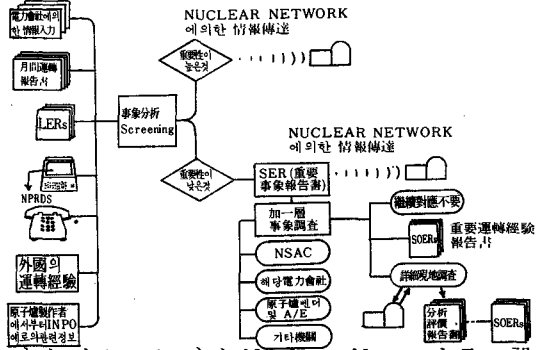 電力會社에의
한 情報入力
月間運轉
報告書
LERs
NPRDS
外國의
運轉經驗
原子爐製作者
에서부터INPO
에로의관련정보
事象分析
Screening
重要性이
높은것
NUCLEAR NETWORK
에의한 情報傳達
重要性이
낮은것
NUCLEAR NETWORK
에의한 情報傳達
SER(重要
事象報告書)
加一層
事象調査
NSAC
해당電力會社
原子爐벤더
및 A/E
기타機關
繼續對應不要
SOERs
重要運轉經驗
報告書
詳細現地調査
分析
評價
報告書
SOERs